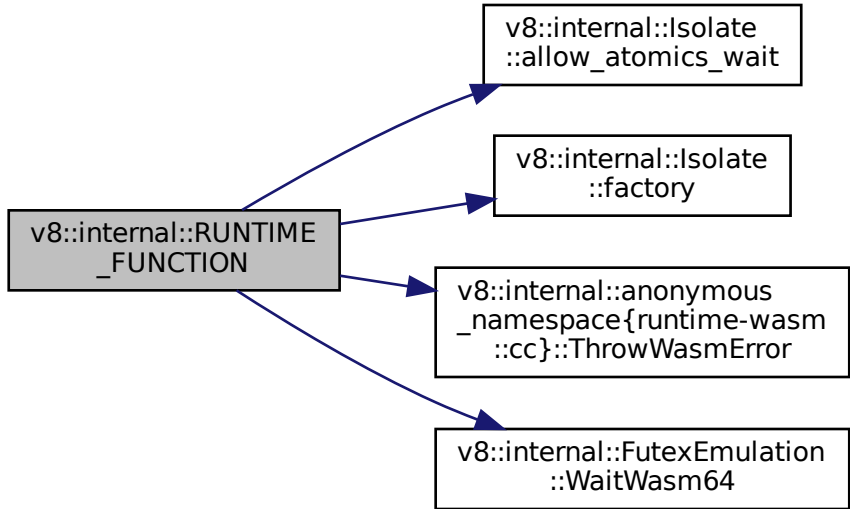 v8::internal::Isolate
::allow_atomics_wait
v8::internal::Isolate
::factory
v8::internal::RUNTIME
_FUNCTION
v8::internal::anonymous
_namespace{runtime-wasm
::cc}::ThrowWasmError
v8::internal::FutexEmulation
::WaitWasm64